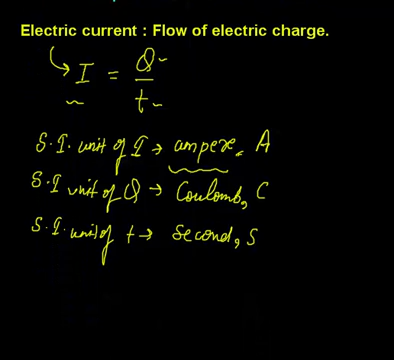 Electric current : Flow of electric charge.
I = Q/t
S.I. unit of I → ampere, A
S.I unit of Q → Coulomb, C
S.I. unit of t → second, s